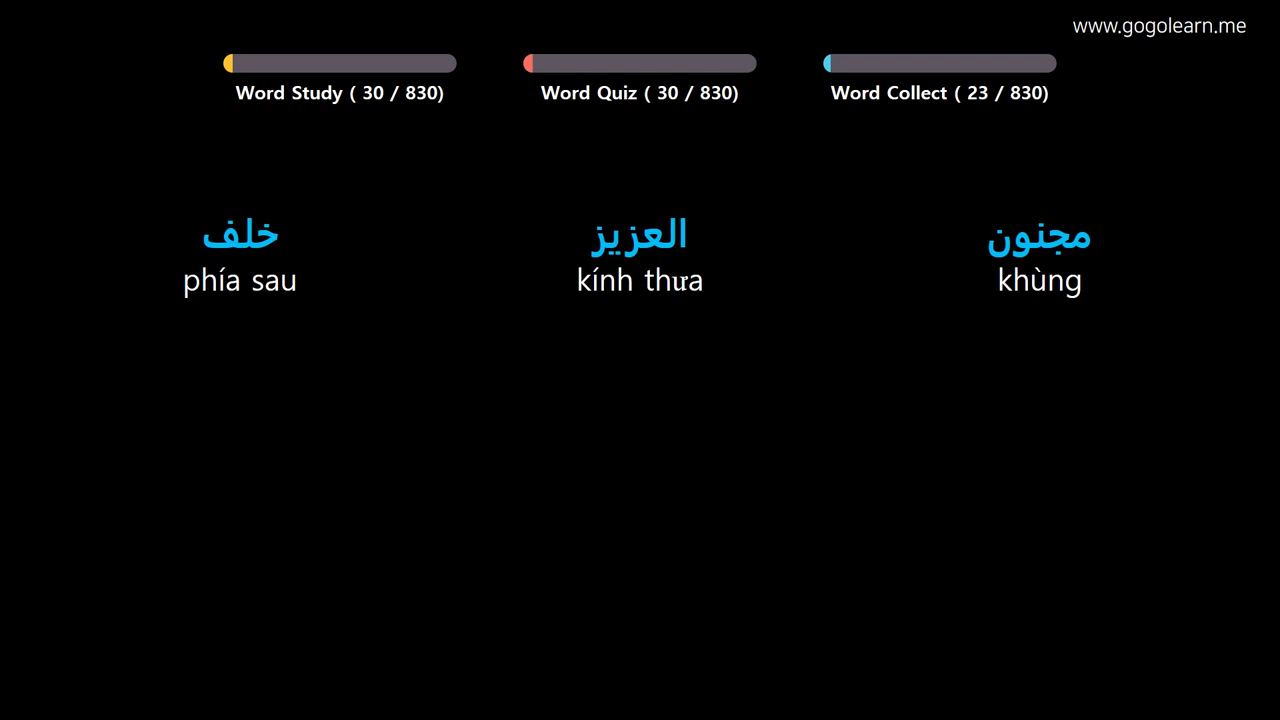 www.gogolearn.me
Word Study ( 30 / 830)
Word Quiz ( 30 / 830)
Word Collect ( 23 / 830)
خلف
phía sau
العزيز
kính thưa
مجنون
khùng